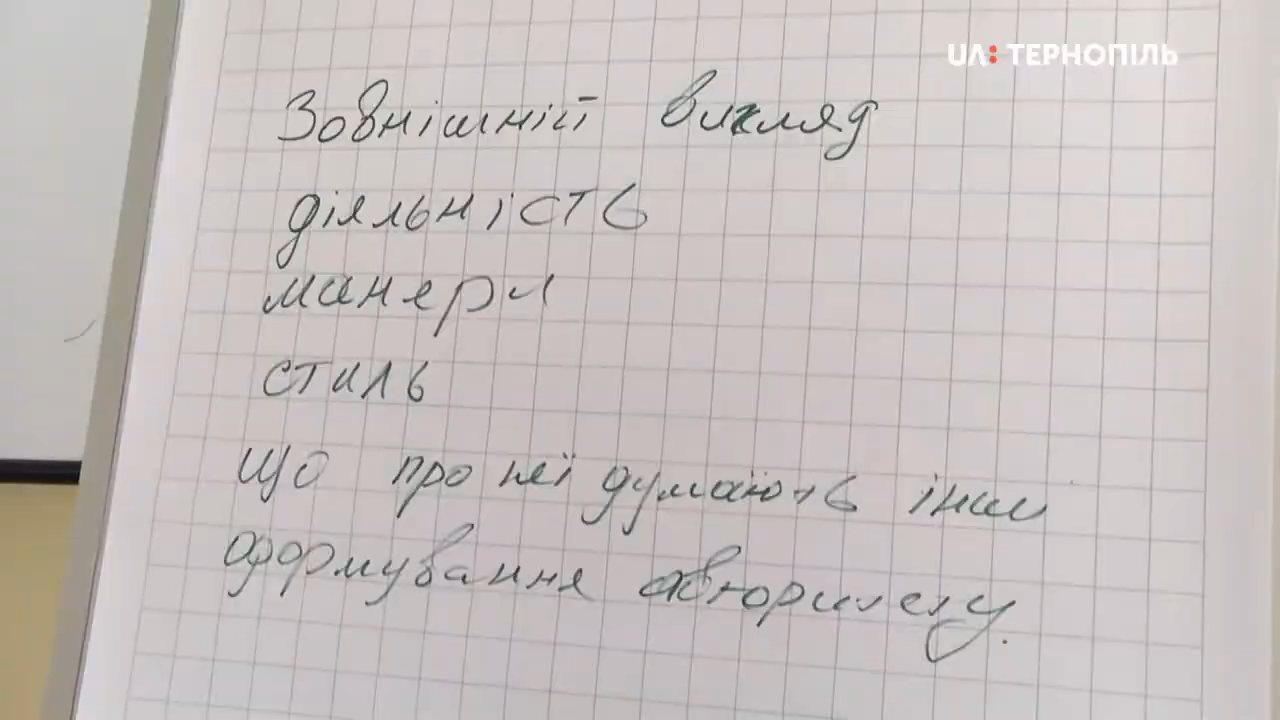 UA: ТЕРНОПІЛЬ
Зовнішній вигляд
діяльність
манери
стиль
що про неї думають інші
формування авторитету.